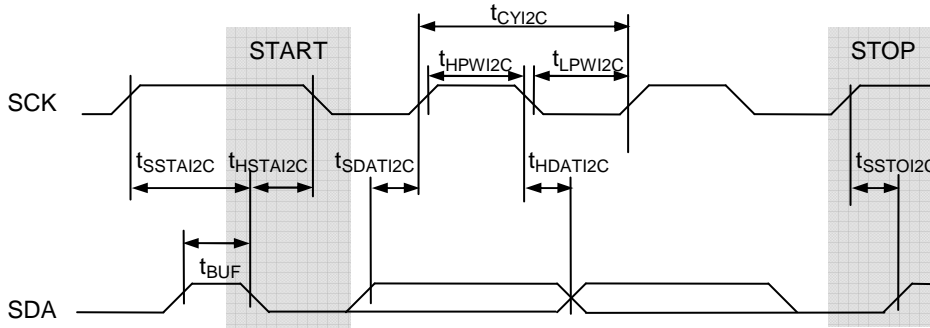 tCYI2C
START
STOP
tHPWI2C
tLPWI2C
SCK
tSSTAI2C
tHSTAI2C
tSDATI2C
tHDATI2C
tSSTOI2C
tBUF
SDA